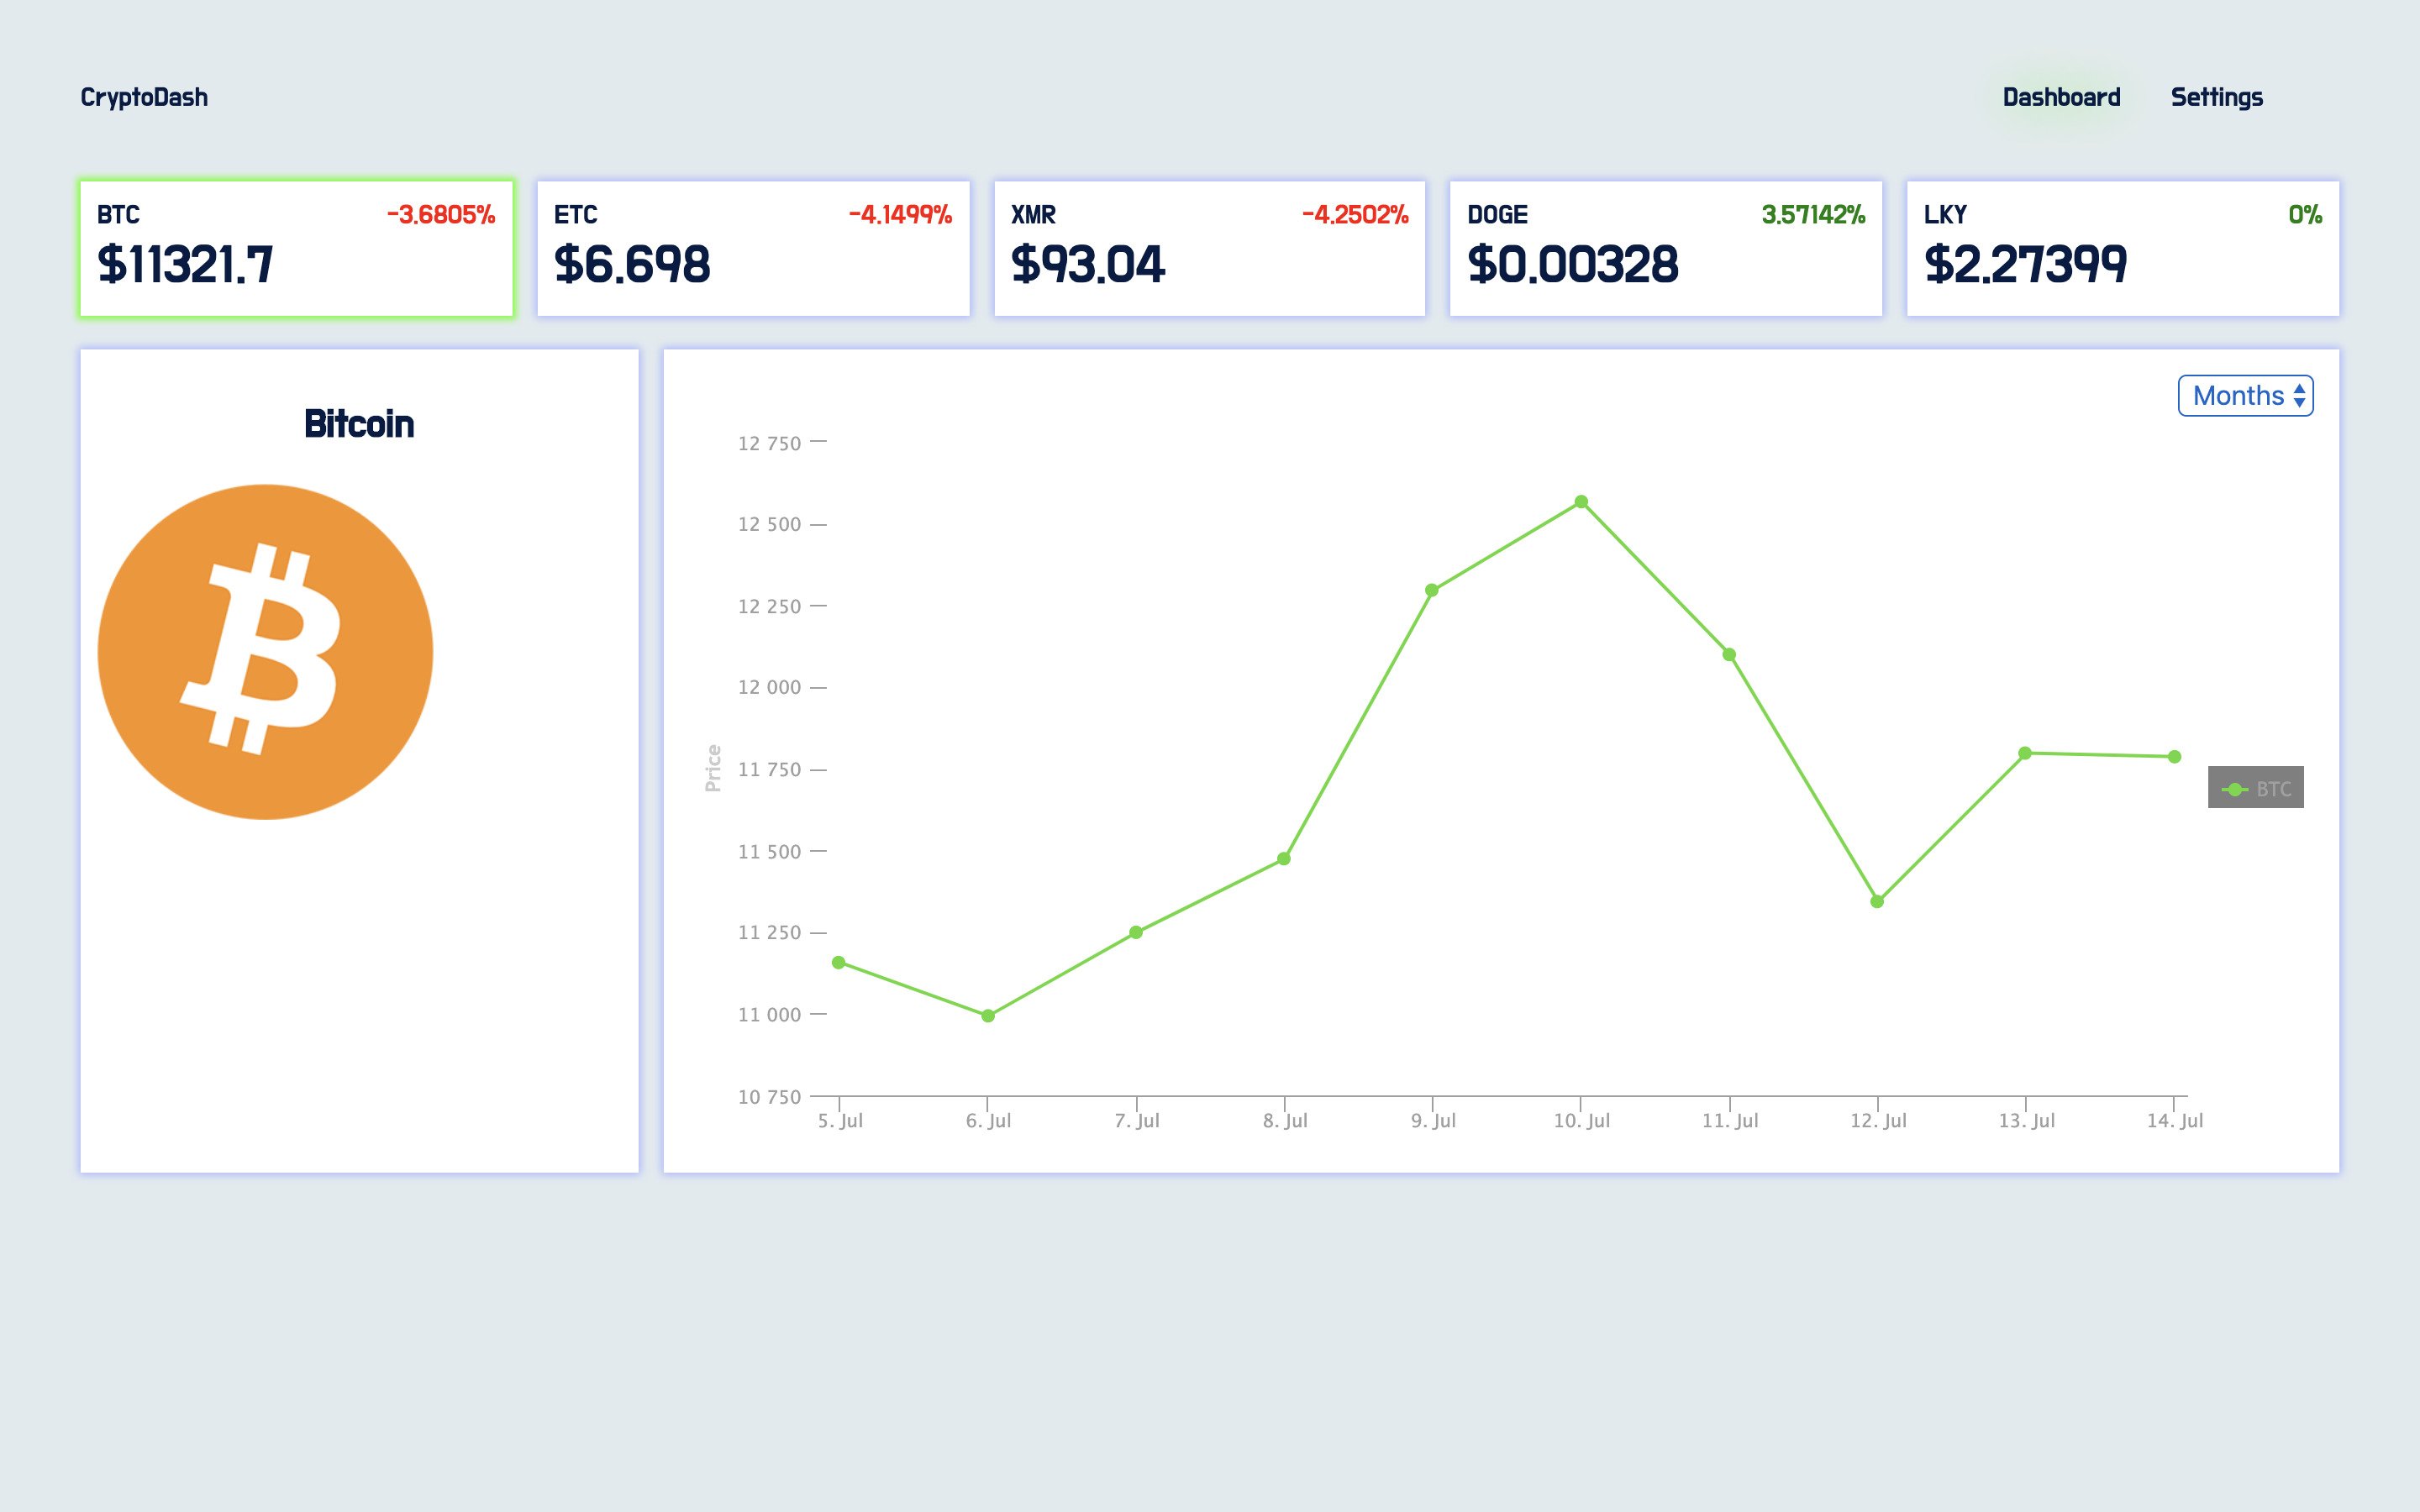 CryptoDash
Dashboard
Settings
BTC
-3.6805%
$11321.7
ETC
-4.1499%
$6.698
XMR
-4.2502%
$93.04
DOGE
3.57142%
$0.00328
LKY
0%
$2.27399
Bitcoin
Months
12 750
12 500
12 250
12 000
11 750
11 500
11 250
11 000
10 750
Price
5. Jul
6. Jul
7. Jul
8. Jul
9. Jul
10. Jul
11. Jul
12. Jul
13. Jul
14. Jul
BTC